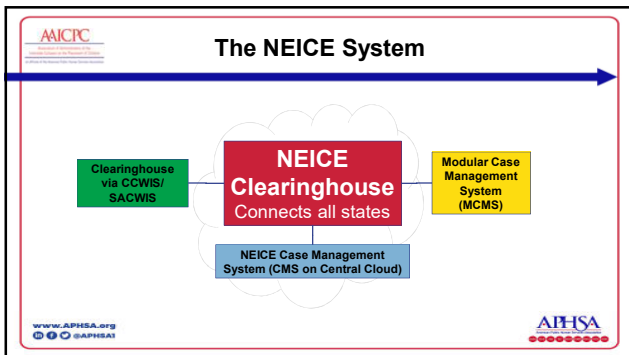 AAICPC
The NEICE System
Clearinghouse
via CCWIS/
SACWIS
NEICE
Clearinghouse
Connects all states
Modular Case
Management
System
(MCMS)
NEICE Case Management
System (CMS on Central Cloud)
www.APHSA.org
@APHSA1
APHSA